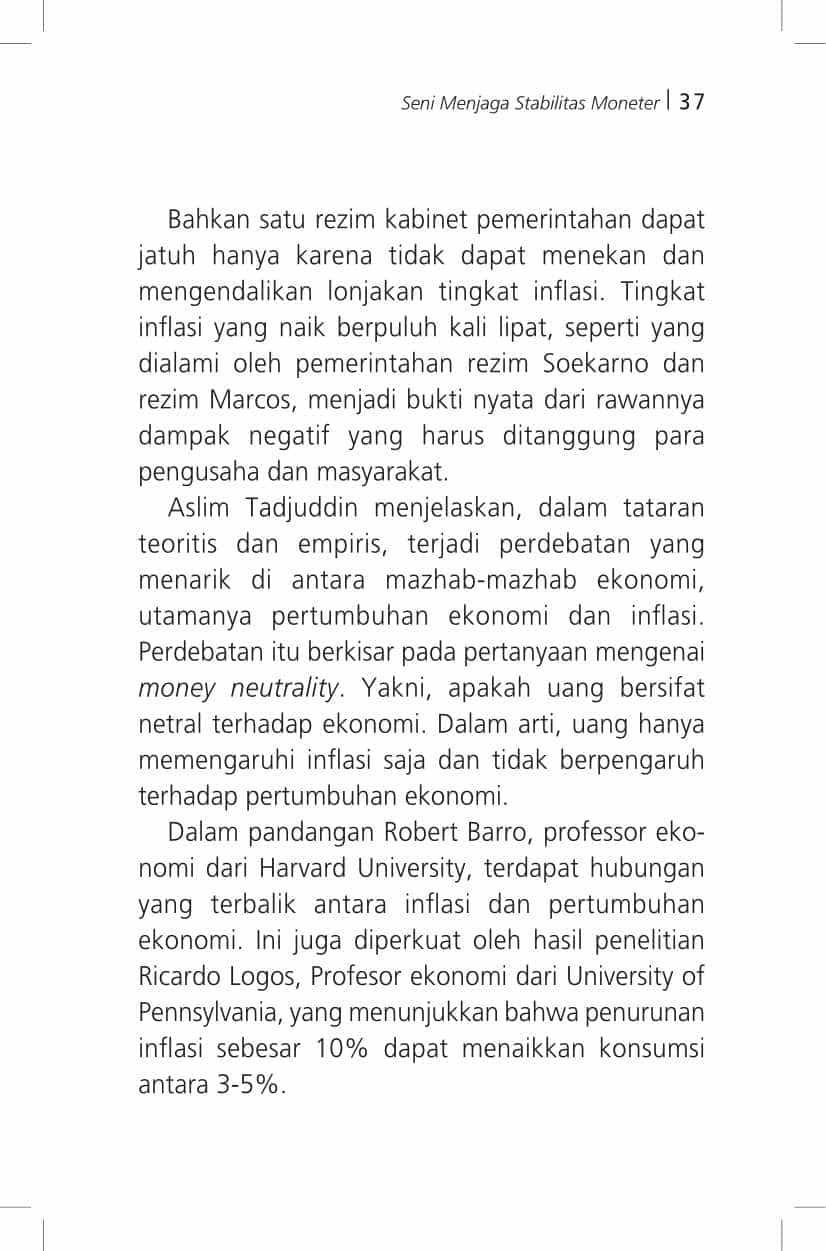 Seni Menjaga Stabilitas Moneter | 37
Bahkan satu rezim kabinet pemerintahan dapat
jatuh hanya karena tidak dapat menekan dan
mengendalikan lonjakan tingkat inflasi. Tingkat
inflasi yang naik berpuluh kali lipat, seperti yang
dialami oleh pemerintahan rezim Soekarno dan
rezim Marcos, menjadi bukti nyata dari rawannya
dampak negatif yang harus ditanggung para
pengusaha dan masyarakat.
Aslim Tadjuddin menjelaskan, dalam tataran
teoritis dan empiris, terjadi perdebatan yang
menarik di antara mazhab-mazhab ekonomi,
utamanya pertumbuhan ekonomi dan inflasi.
Perdebatan itu berkisar pada pertanyaan mengenai
money neutrality. Yakni, apakah uang bersifat
netral terhadap ekonomi. Dalam arti, uang hanya
memengaruhi inflasi saja dan tidak berpengaruh
terhadap pertumbuhan ekonomi.
Dalam pandangan Robert Barro, professor eko-
nomi dari Harvard University, terdapat hubungan
yang terbalik antara inflasi dan pertumbuhan
ekonomi. Ini juga diperkuat oleh hasil penelitian
Ricardo Logos, Profesor ekonomi dari University of
Pennsylvania, yang menunjukkan bahwa penurunan
inflasi sebesar 10% dapat menaikkan konsumsi
antara 3-5%.